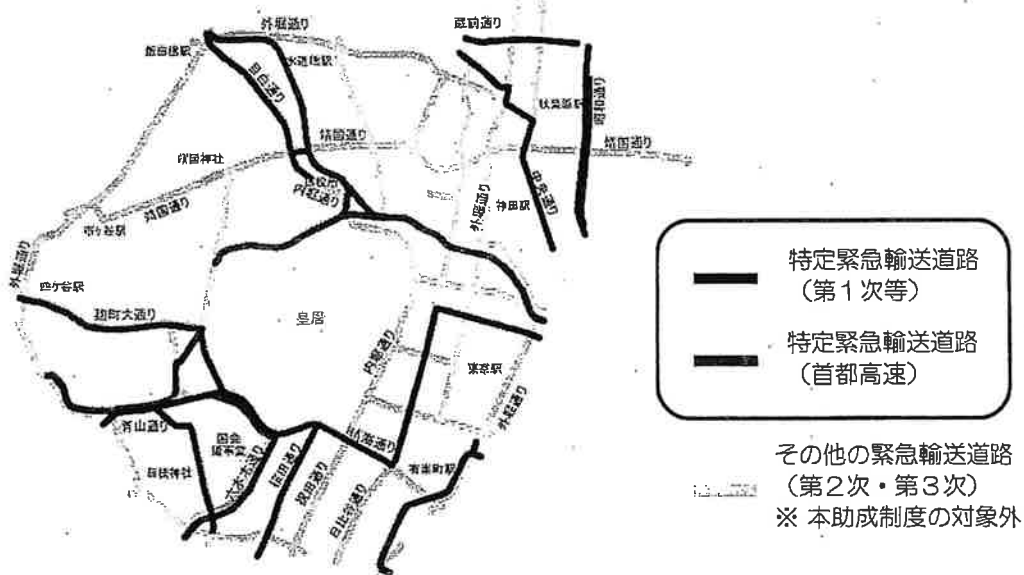 外堀通り
蔵前通り
飯田橋駅
水道橋駅
目白通り
秋葉原駅
昭和通り
靖国通り
靖国通り
靖国神社
内堀通り
中央通り
外堀通り
神田駅
靖国通り
市ヶ谷駅
外堀通り
四ケ谷駅
麹町大通り
皇居
内堀通り
東京駅
外堀通り
青山通り
国会
議事堂
日枝神社
六本木通り
桜田通り
祝田通り
日比谷通り
有楽町駅
特定緊急輸送道路
(第1次等)
特定緊急輸送道路
(首都高速)
その他の緊急輸送道路
(第2次・第3次)
※ 本助成制度の対象外